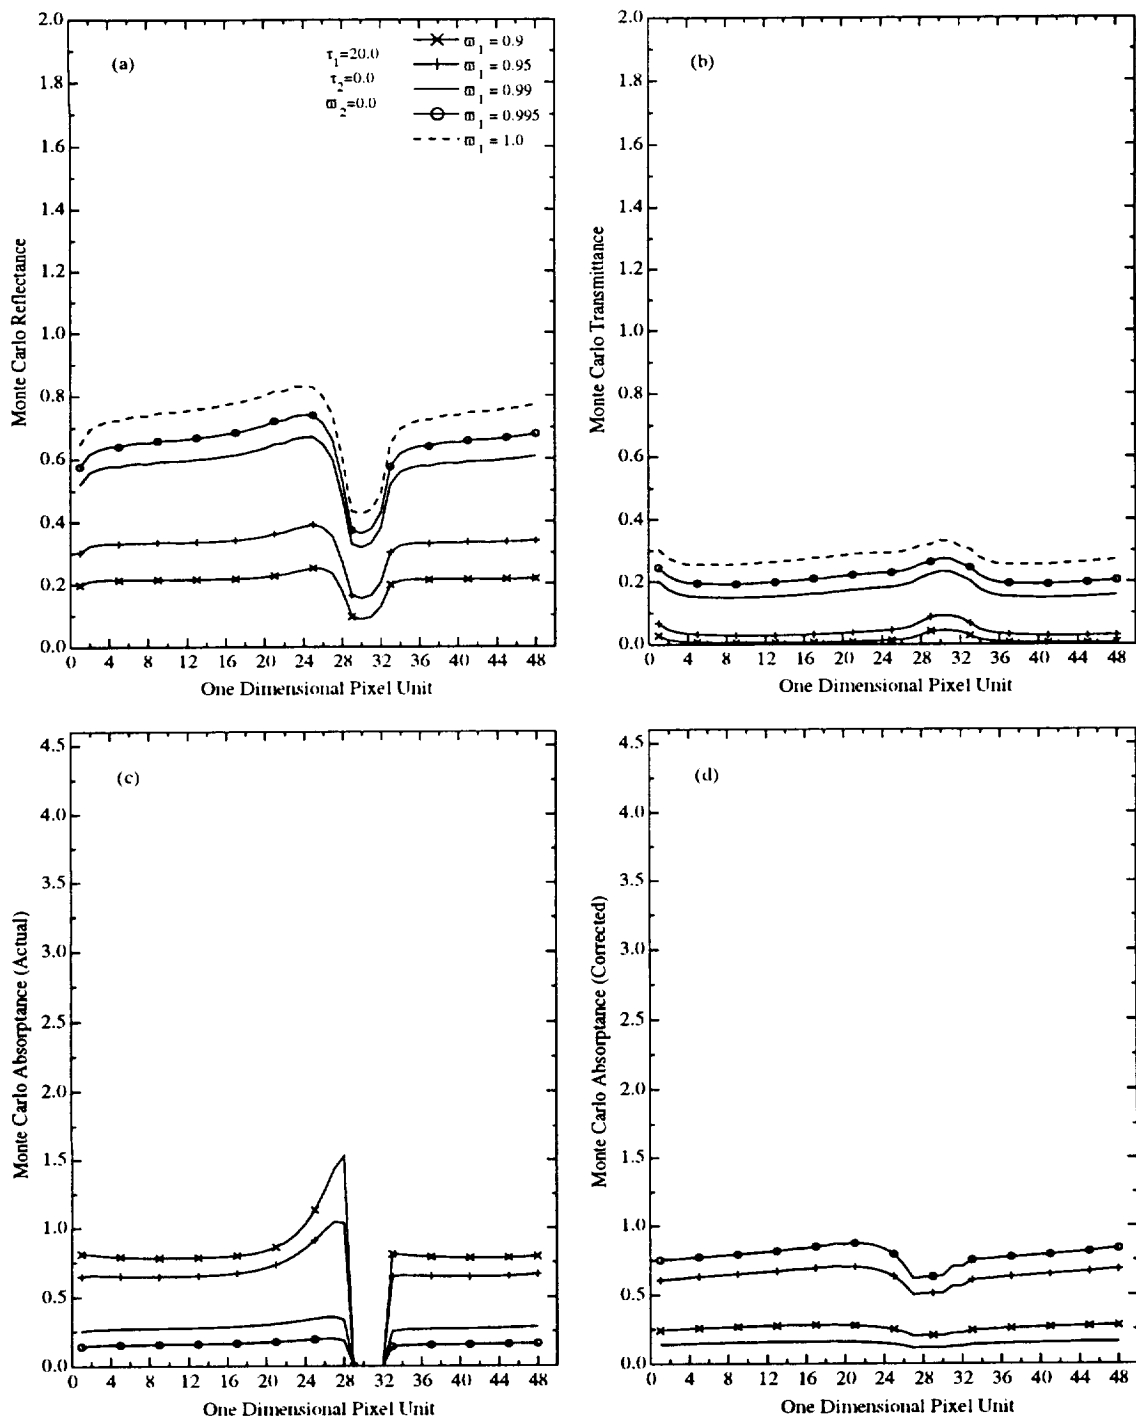 (a)
τ1=20.0
τ2=0.0
ϖ2=0.0
ϖ1 = 0.9
ϖ1 = 0.95
ϖ1 = 0.99
ϖ1 = 0.995
ϖ1 = 1.0
2.0
1.8
1.6
1.4
1.2
1.0
0.8
0.6
0.4
0.2
0.0
Monte Carlo Reflectance
0 4 8 12 16 20 24 28 32 36 40 44 48
One Dimensional Pixel Unit
(b)
2.0
1.8
1.6
1.4
1.2
1.0
0.8
0.6
0.4
0.2
0.0
Monte Carlo Transmittance
0 4 8 12 16 20 24 28 32 36 40 44 48
One Dimensional Pixel Unit
(c)
4.5
4.0
3.5
3.0
2.5
2.0
1.5
1.0
0.5
0.0
Monte Carlo Absorptance (Actual)
0 4 8 12 16 20 24 28 32 36 40 44 48
One Dimensional Pixel Unit
(d)
4.5
4.0
3.5
3.0
2.5
2.0
1.5
1.0
0.5
0.0
Monte Carlo Absorptance (Corrected)
0 4 8 12 16 20 24 28 32 36 40 44 48
One Dimensional Pixel Unit